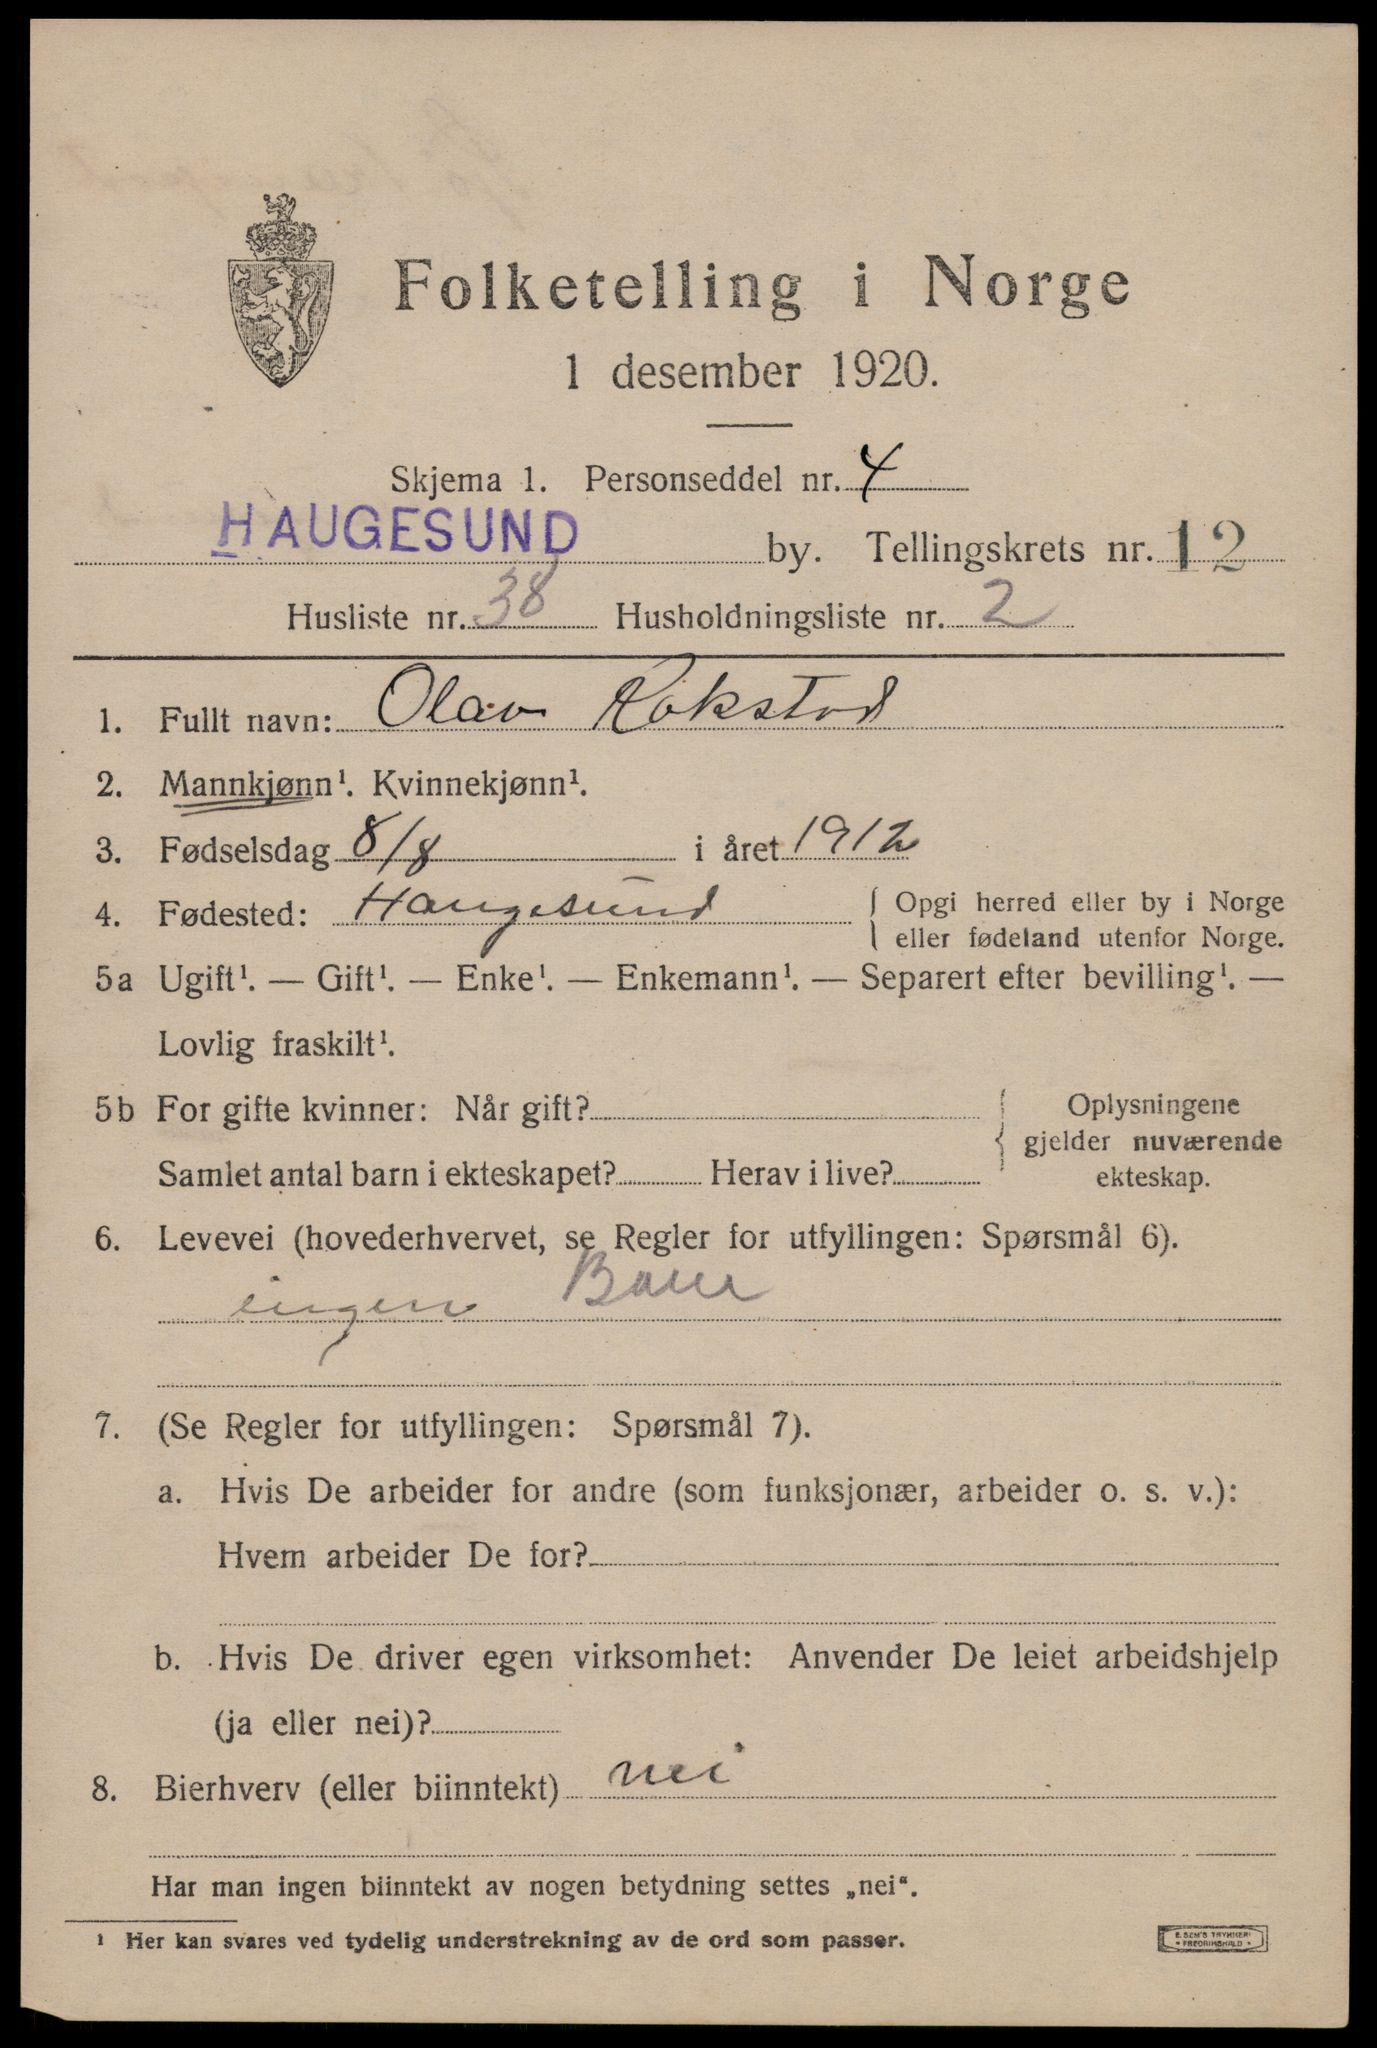 Folketelling i Norge
1 desember 1920.
Skjema 1. Personseddel nr. 4
HAUGESUND by. Tellingskrets nr. 12
Husliste nr. 38 Husholdningsliste nr. 2
1. Fullt navn: Olav Rokstad
2. Mannkjønn¹. Kvinnekjønn¹.
3. Fødselsdag 8/8 i året 1912
4. Fødested: Haugesund { Opgi herred eller by i Norge
eller fødeland utenfor Norge.
5a Ugift¹. — Gift¹. — Enke¹. — Enkemann¹. — Separert efter bevilling¹. —
Lovlig fraskilt¹.
5b For gifte kvinner: Når gift?
Samlet antal barn i ekteskapet? Herav i live?
{ Oplysningene
gjelder nuværende
ekteskap.
6. Levevei (hovederhvervet, se Regler for utfyllingen: Spørsmål 6).
ingen Barn
7. (Se Regler for utfyllingen: Spørsmål 7).
a. Hvis De arbeider for andre (som funksjonær, arbeider o. s. v.):
Hvem arbeider De for?
b. Hvis De driver egen virksomhet: Anvender De leiet arbeidshjelp
(ja eller nei)?
8. Bierhverv (eller biinntekt) nei
Har man ingen biinntekt av nogen betydning settes „nei“.
¹ Her kan svares ved tydelig understrekning av de ord som passer.
E. SEM'S TRYKKERI
FREDRIKSHALD